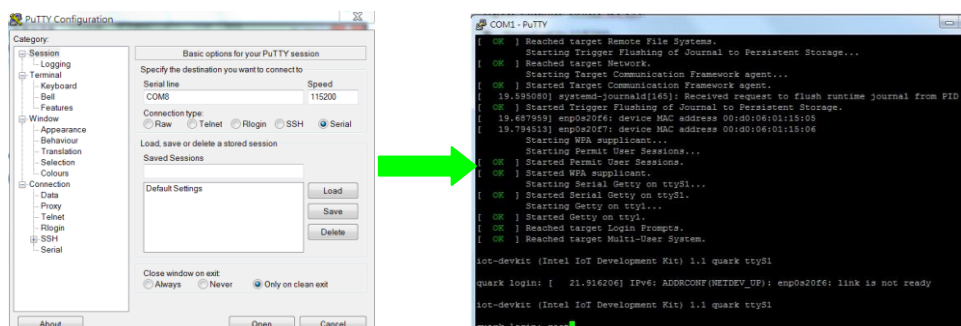 PuTTY Configuration
Category:
Session
Logging
Terminal
Keyboard
Bell
Features
Window
Appearance
Behaviour
Translation
Selection
Colours
Connection
Data
Proxy
Telnet
Rlogin
SSH
Serial
Basic options for your PuTTY session
Specify the destination you want to connect to
Serial line Speed
COM8 115200
Connection type:
Raw Telnet Rlogin SSH Serial
Load, save or delete a stored session
Saved Sessions
Default Settings
Load
Save
Delete
Close window on exit:
Always Never Only on clean exit
About Open Cancel
COM1 - PuTTY
[ OK ] Reached target Remote File Systems.
Starting Trigger Flushing of Journal to Persistent Storage...
[ OK ] Reached target Network.
Starting Target Communication Framework agent...
[ OK ] Started Target Communication Framework agent.
[ 19.595080] systemd-journald[165]: Received request to flush runtime journal from PID
[ OK ] Started Trigger Flushing of Journal to Persistent Storage.
[ 19.687959] enp0s20f6: device MAC address 00:d0:06:01:15:05
[ 19.794513] enp0s20f7: device MAC address 00:d0:06:01:15:06
Starting WPA supplicant...
Starting Permit User Sessions...
[ OK ] Started Permit User Sessions.
[ OK ] Started WPA supplicant.
Starting Serial Getty on ttyS1...
[ OK ] Started Serial Getty on ttyS1.
Starting Getty on tty1...
[ OK ] Started Getty on tty1.
[ OK ] Reached target Login Prompts.
[ OK ] Reached target Multi-User System.
iot-devkit (Intel IoT Development Kit) 1.1 quark ttyS1
quark login: [ 21.916206] IPv6: ADDRCONF(NETDEV_UP): enp0s20f6: link is not ready
iot-devkit (Intel IoT Development Kit) 1.1 quark ttyS1
quark login: root